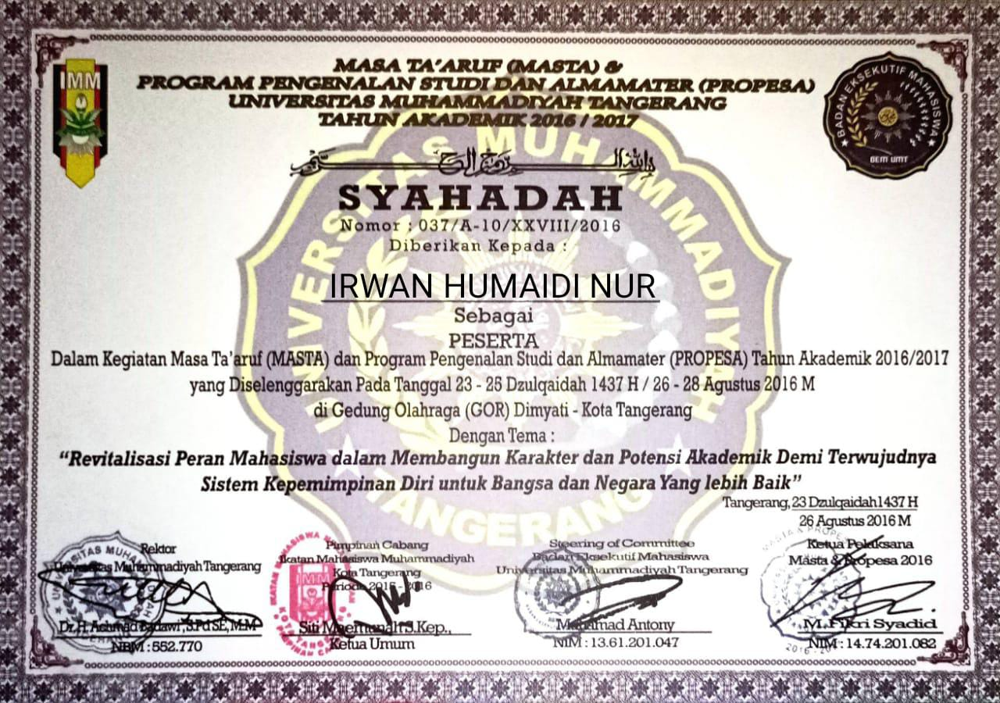 MASA TA'ARUF (MASTA) &
PROGRAM PENGENALAN STUDI DAN ALMAMATER (PROPESA)
UNIVERSITAS MUHAMMADIYAH TANGERANG
TAHUN AKADEMIK 2016 / 2017
IMM
BADAN EKSEKUTIF MAHASISWA
BEM UMT
SYAHADAH
Nomor : 037/A-10/XXVIII/2016
Diberikan Kepada :
IRWAN HUMAIDI NUR
Sebagai
PESERTA
Dalam Kegiatan Masa Ta'aruf (MASTA) dan Program Pengenalan Studi dan Almamater (PROPESA) Tahun Akademik 2016/2017
yang Diselenggarakan Pada Tanggal 23 - 25 Dzulqaidah 1437 H / 26 - 28 Agustus 2016 M
di Gedung Olahraga (GOR) Dimyati - Kota Tangerang
Dengan Tema :
"Revitalisasi Peran Mahasiswa dalam Membangun Karakter dan Potensi Akademik Demi Terwujudnya
Sistem Kepemimpinan Diri untuk Bangsa dan Negara Yang lebih Baik"
UNIVERSITAS MUHAMMADIYAH
TANGERANG
Tangerang, 23 Dzulqaidah1437 H
26 Agustus 2016 M
Rektor
Universitas Muhammadiyah Tangerang
Dr. H. Achmad Badawi, S.Pd SE, M.M
NBM : 552.770
Pimpinan Cabang
Ikatan Mahasiswa Muhammadiyah
Kota Tangerang
Periode 2015 - 2016
Siti Maemunah S.Kep.,
Ketua Umum
Steering of Committee
Badan Eksekutif Mahasiswa
Universitas Muhammadiyah Tangerang
Muhamad Antony
NIM : 13.61.201.047
Ketua Pelaksana
Masta & Propesa 2016
M. Fikri Syadid
NIM : 14.74.201.082